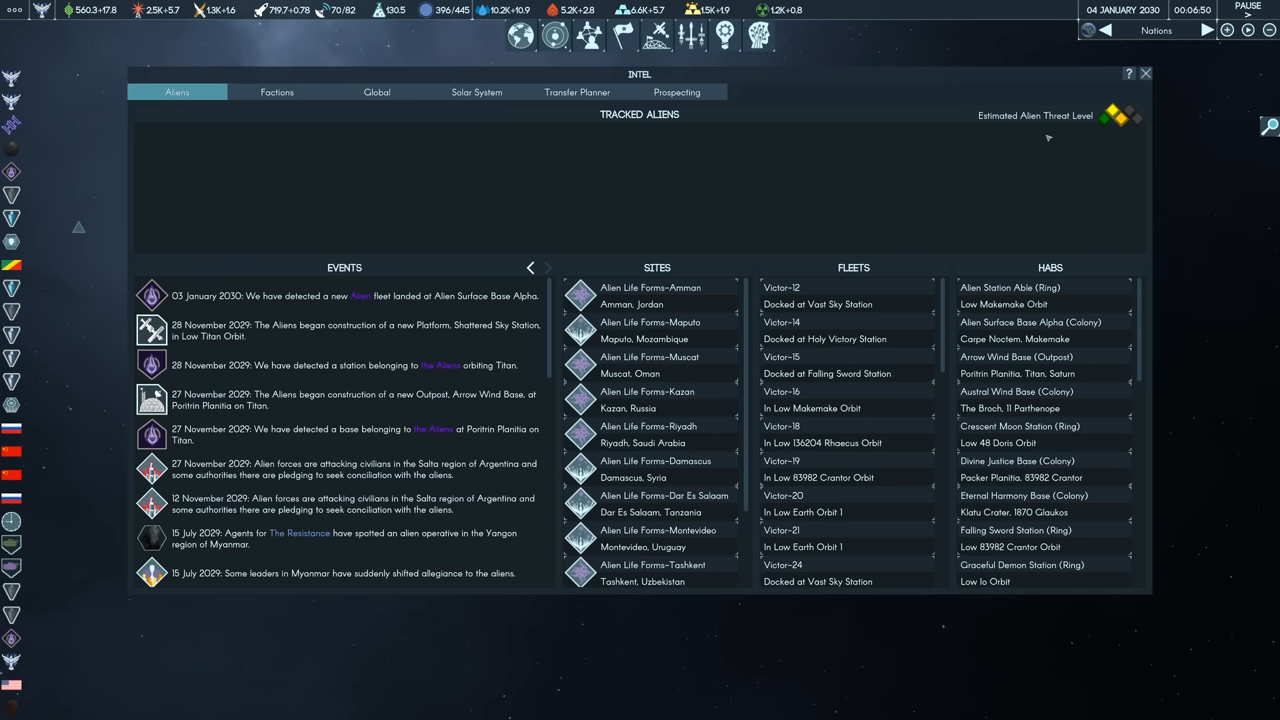 560.3+17.8 2.5K+5.7 1.3K+1.6 719.7+0.78 70/82 130.5 396/445 10.2K+10.9 5.2K+2.8 6.6K+5.7 1.5K+1.9 1.2K+0.8 04 JANUARY 2030 00:06:50 PAUSE
Nations
INTEL
Aliens Factions Global Solar System Transfer Planner Prospecting
TRACKED ALIENS
Estimated Alien Threat Level
EVENTS
03 January 2030: We have detected a new Alien fleet landed at Alien Surface Base Alpha.
28 November 2029: The Aliens began construction of a new Platform, Shattered Sky Station,
in Low Titan Orbit.
28 November 2029: We have detected a station belonging to the Aliens orbiting Titan.
27 November 2029: The Aliens began construction of a new Outpost, Arrow Wind Base, at
Poritrin Planitia on Titan.
27 November 2029: We have detected a base belonging to the Aliens at Poritrin Planitia on
Titan.
27 November 2029: Alien forces are attacking civilians in the Salta region of Argentina and
some authorities there are pledging to seek conciliation with the aliens.
12 November 2029: Alien forces are attacking civilians in the Salta region of Argentina and
some authorities there are pledging to seek conciliation with the aliens.
15 July 2029: Agents for The Resistance have spotted an alien operative in the Yangon
region of Myanmar.
15 July 2029: Some leaders in Myanmar have suddenly shifted allegiance to the aliens.
SITES
Alien Life Forms-Amman
Amman, Jordan
Alien Life Forms-Maputo
Maputo, Mozambique
Alien Life Forms-Muscat
Muscat, Oman
Alien Life Forms-Kazan
Kazan, Russia
Alien Life Forms-Riyadh
Riyadh, Saudi Arabia
Alien Life Forms-Damascus
Damascus, Syria
Alien Life Forms-Dar Es Salaam
Dar Es Salaam, Tanzania
Alien Life Forms-Montevideo
Montevideo, Uruguay
Alien Life Forms-Tashkent
Tashkent, Uzbekistan
FLEETS
Victor-12
Docked at Vast Sky Station
Victor-14
Docked at Holy Victory Station
Victor-15
Docked at Falling Sword Station
Victor-16
In Low Makemake Orbit
Victor-18
In Low 136204 Rhaecus Orbit
Victor-19
In Low 83982 Crantor Orbit
Victor-20
In Low Earth Orbit 1
Victor-21
In Low Earth Orbit 1
Victor-24
Docked at Vast Sky Station
HABS
Alien Station Able (Ring)
Low Makemake Orbit
Alien Surface Base Alpha (Colony)
Carpe Noctem, Makemake
Arrow Wind Base (Outpost)
Poritrin Planitia, Titan, Saturn
Austral Wind Base (Colony)
The Broch, 11 Parthenope
Crescent Moon Station (Ring)
Low 48 Doris Orbit
Divine Justice Base (Colony)
Packer Planitia, 83982 Crantor
Eternal Harmony Base (Colony)
Klatu Crater, 1870 Glaukos
Falling Sword Station (Ring)
Low 83982 Crantor Orbit
Graceful Demon Station (Ring)
Low Io Orbit